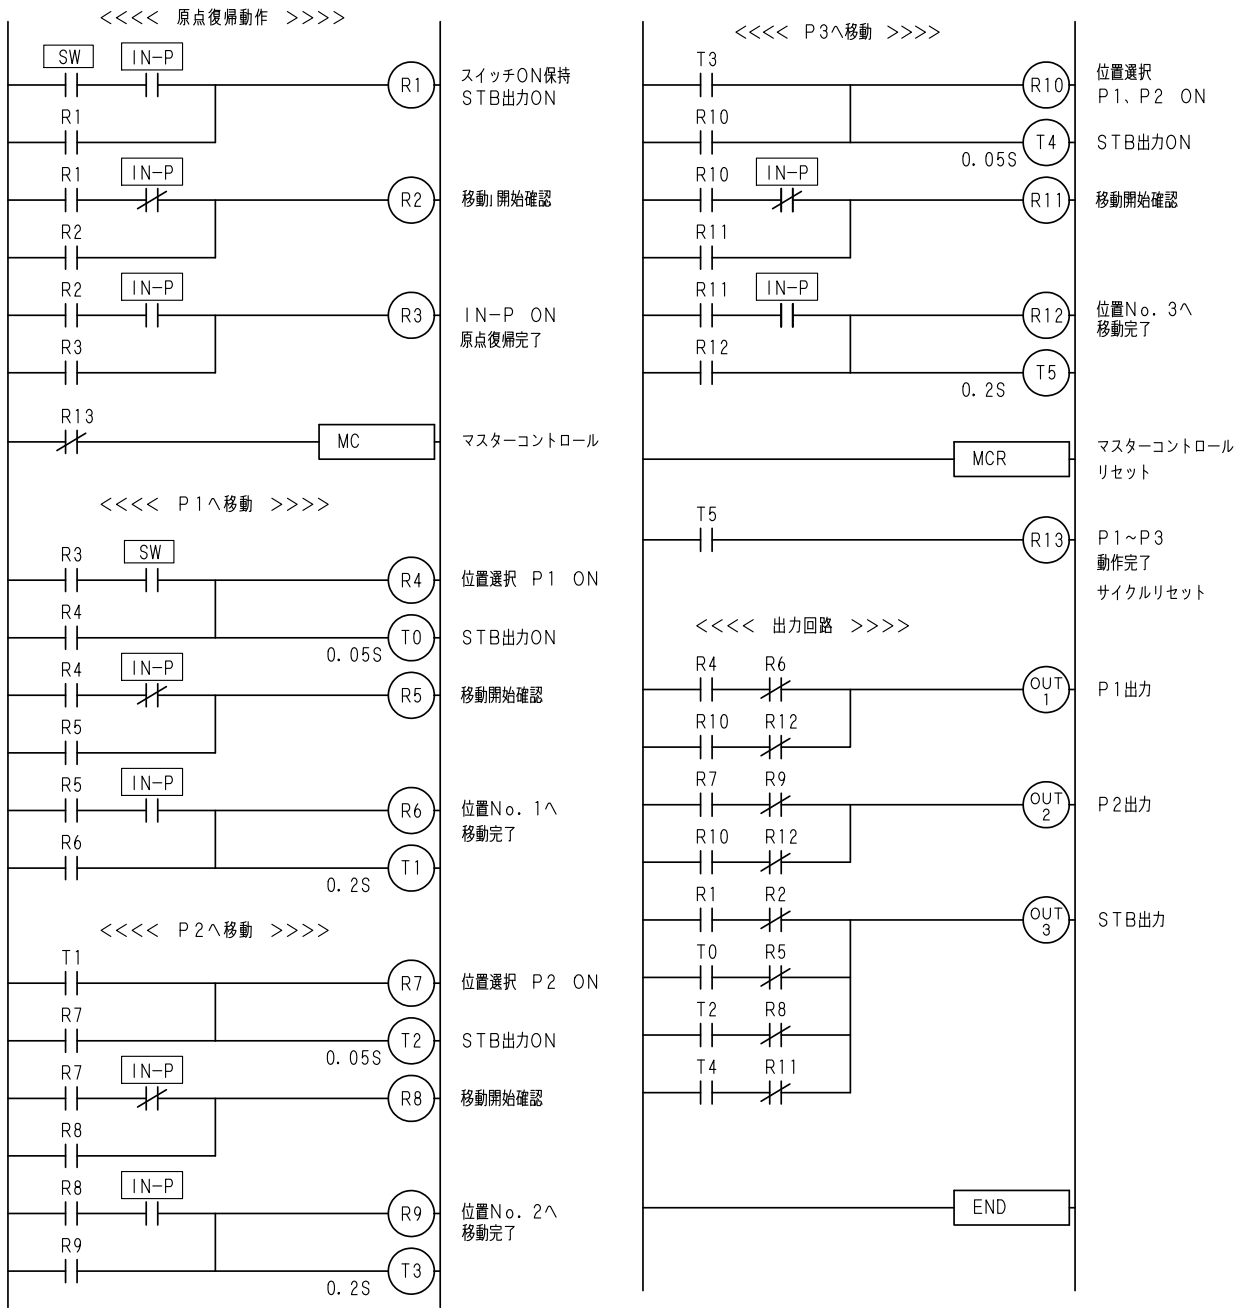 <<<< 原点復帰動作 >>>>
SW IN-P
R1 スイッチON保持
STB出力ON
R1
R1 IN-P
R2 移動」開始確認
R2
R2 IN-P
R3 IN-P ON
原点復帰完了
R3
R13
MC マスターコントロール
<<<< P1へ移動 >>>>
R3 SW
R4 位置選択 P1 ON
R4
T0 STB出力ON
0.05S
R4 IN-P
R5 移動開始確認
R5
R5 IN-P
R6 位置No.1へ
移動完了
R6
T1
0.2S
<<<< P2へ移動 >>>>
T1
R7 位置選択 P2 ON
R7
T2 STB出力ON
0.05S
R7 IN-P
R8 移動開始確認
R8
R8 IN-P
R9 位置No.2へ
移動完了
R9
T3
0.2S
<<<< P3へ移動 >>>>
T3
R10 位置選択
P1、P2 ON
R10
T4 STB出力ON
0.05S
R10 IN-P
R11 移動開始確認
R11
R11 IN-P
R12 位置No.3へ
移動完了
R12
T5
0.2S
MCR マスターコントロール
リセット
T5
R13 P1~P3
動作完了
サイクルリセット
<<<< 出力回路 >>>>
R4 R6
OUT
1 P1出力
R10 R12
R7 R9
OUT
2 P2出力
R10 R12
R1 R2
OUT
3 STB出力
T0 R5
T2 R8
T4 R11
END